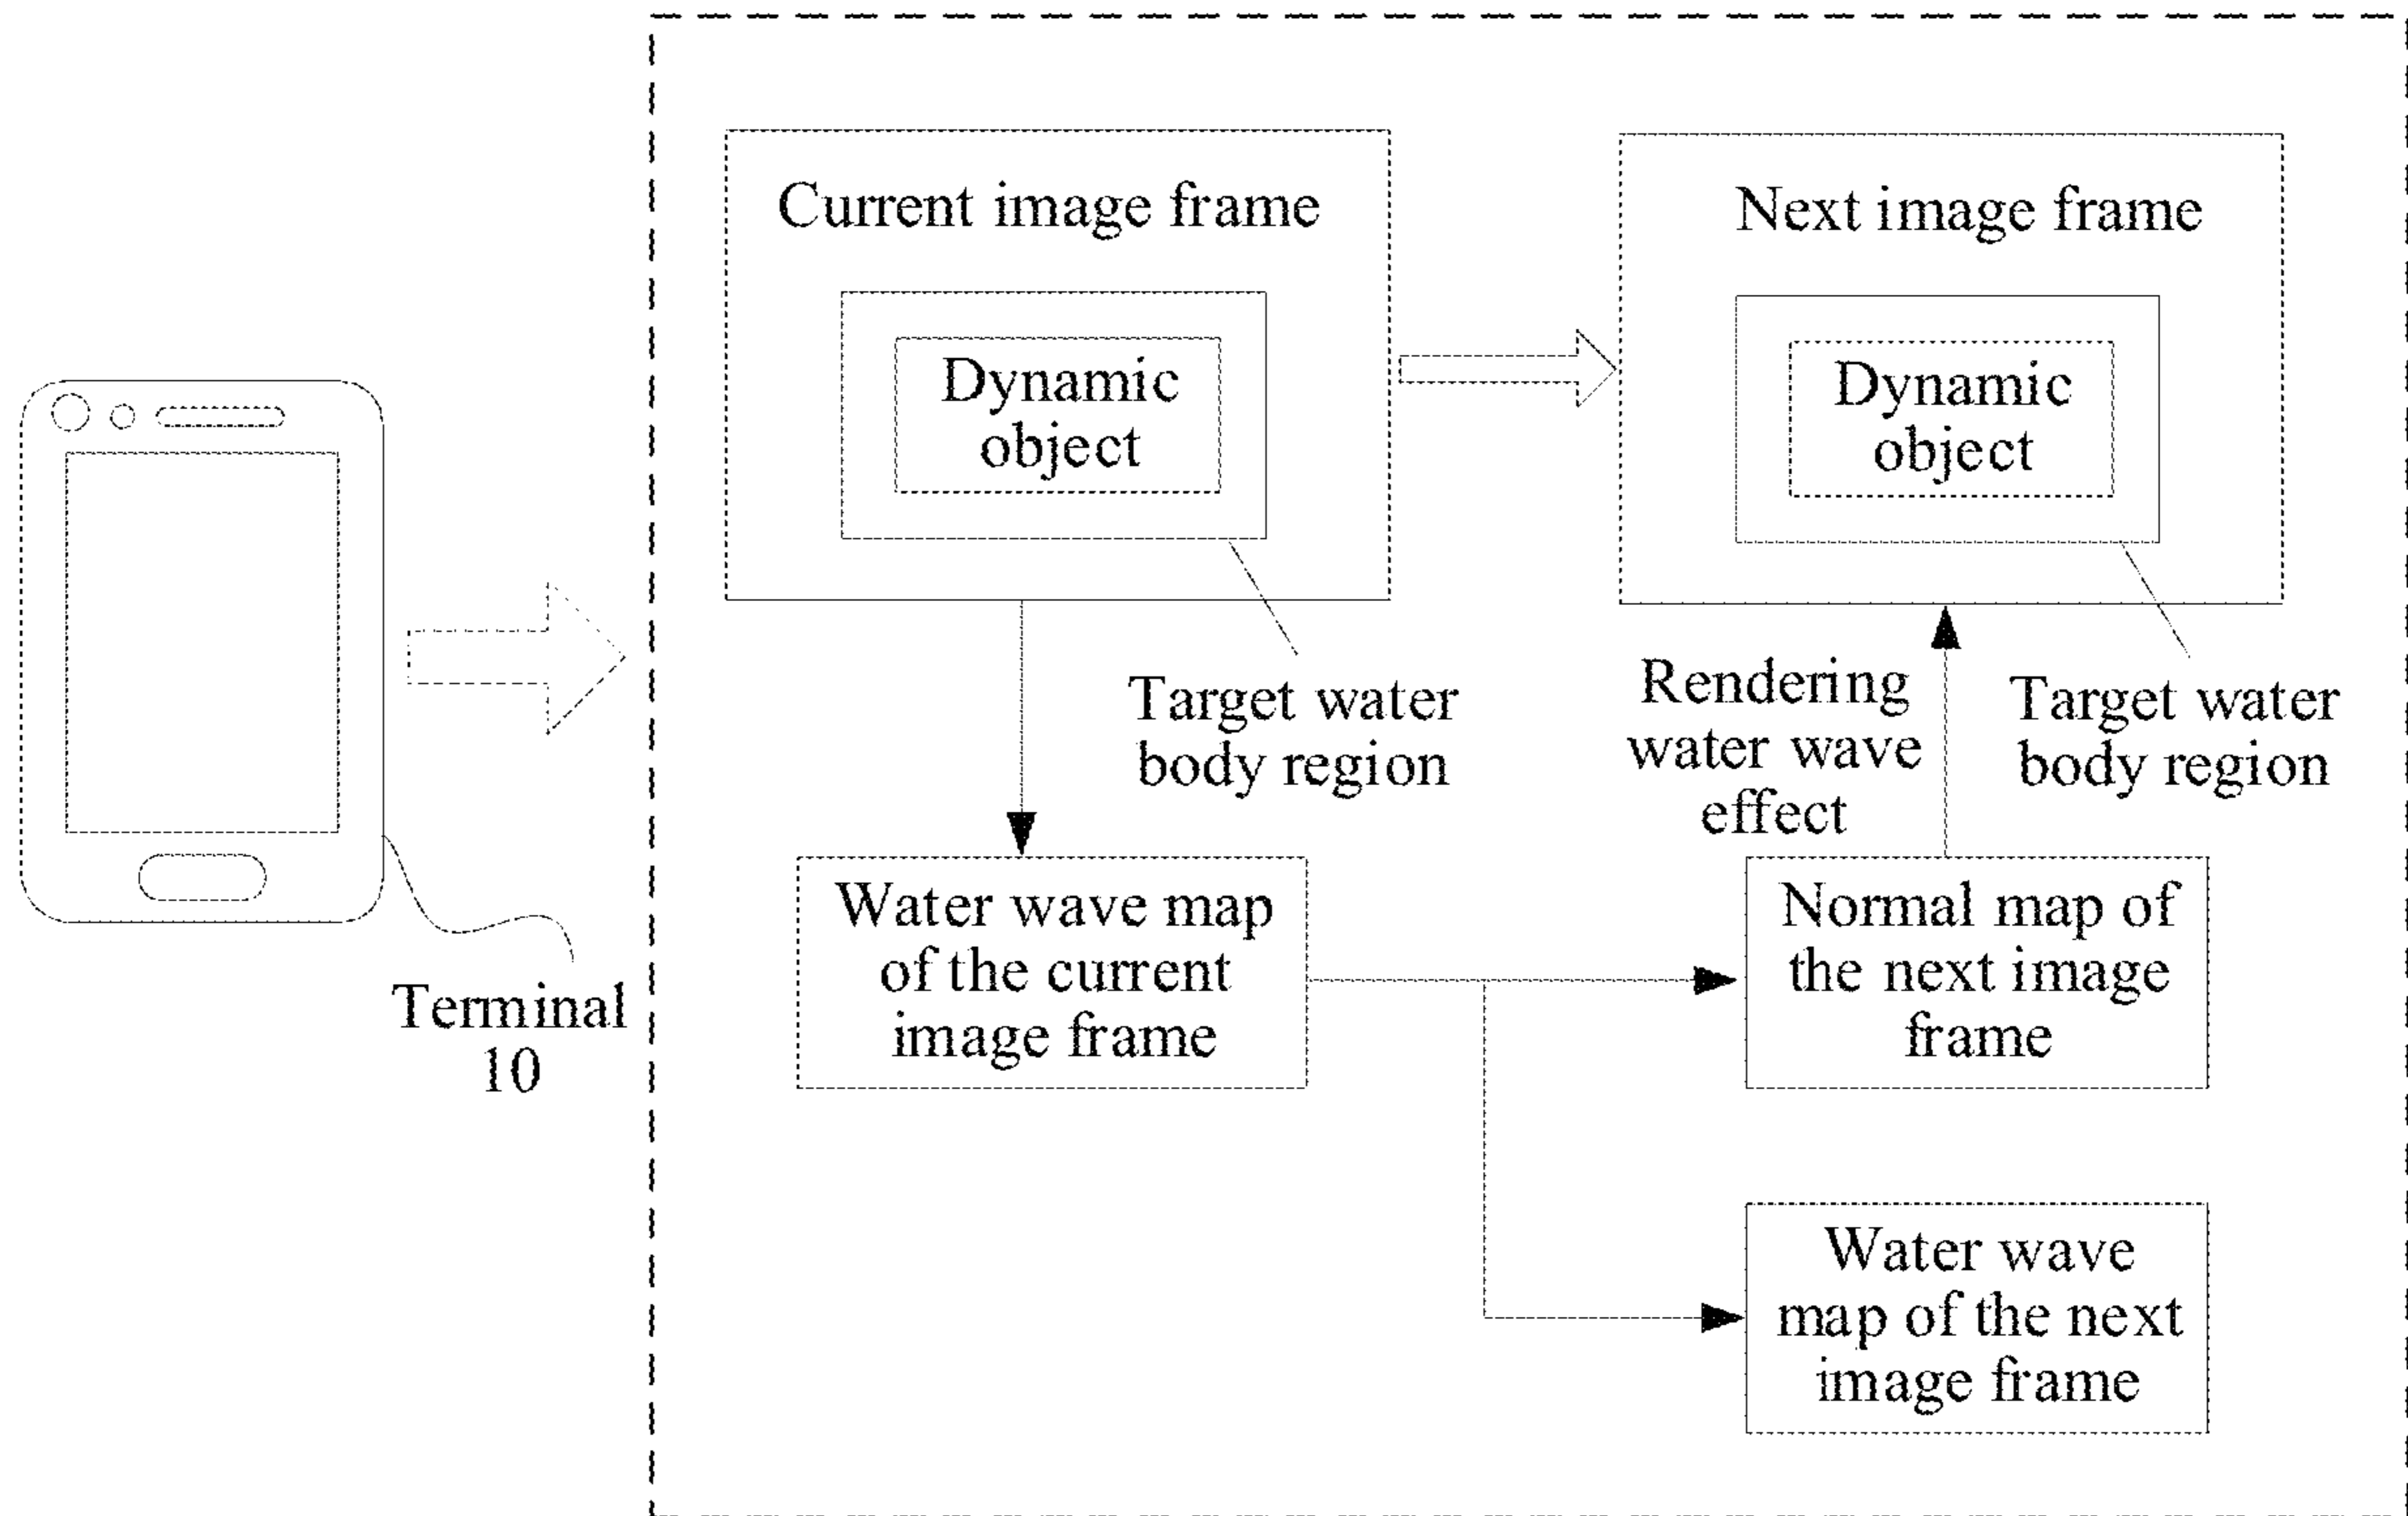 Current image frame
Dynamic
object
Target water
body region
Next image frame
Dynamic
object
Target water
body region
Rendering
water wave
effect
Terminal
10
Water wave map
of the current
image frame
Normal map of
the next image
frame
Water wave
map of the next
image frame